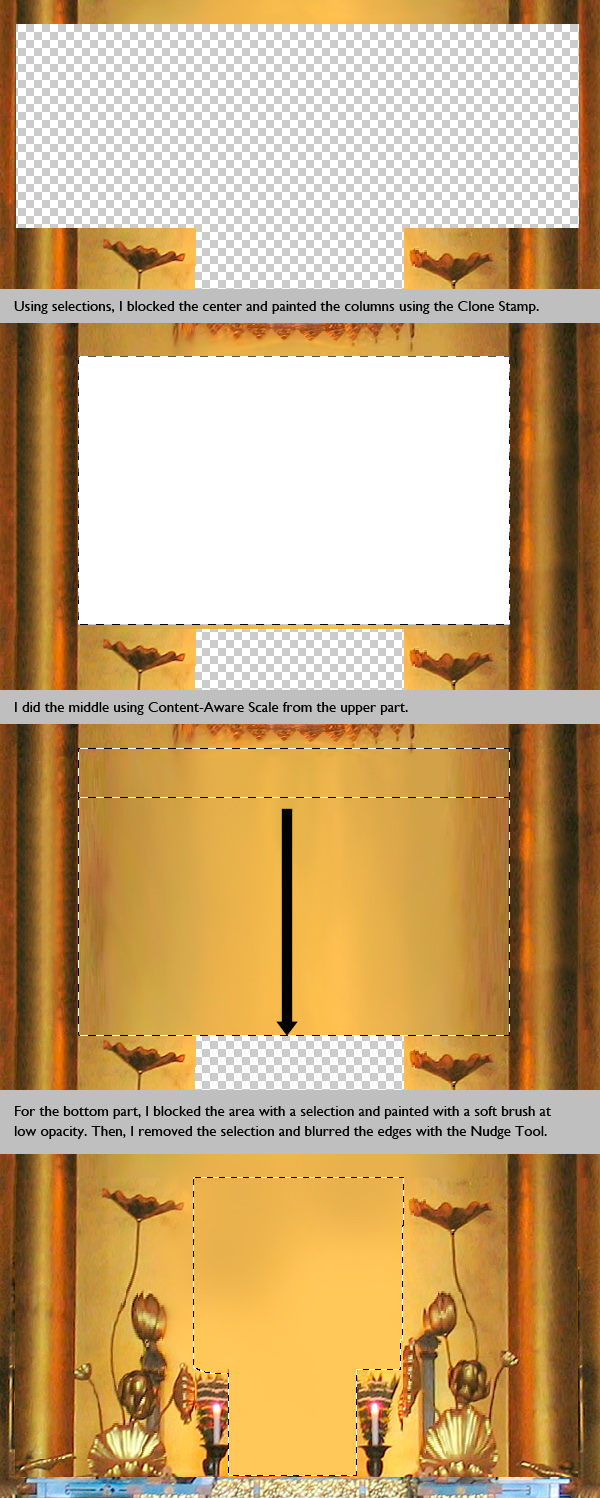 Using selections, I blocked the center and painted the columns using the Clone Stamp.
I did the middle using Content-Aware Scale from the upper part.
For the bottom part, I blocked the area with a selection and painted with a soft brush at
low opacity. Then, I removed the selection and blurred the edges with the Nudge Tool.